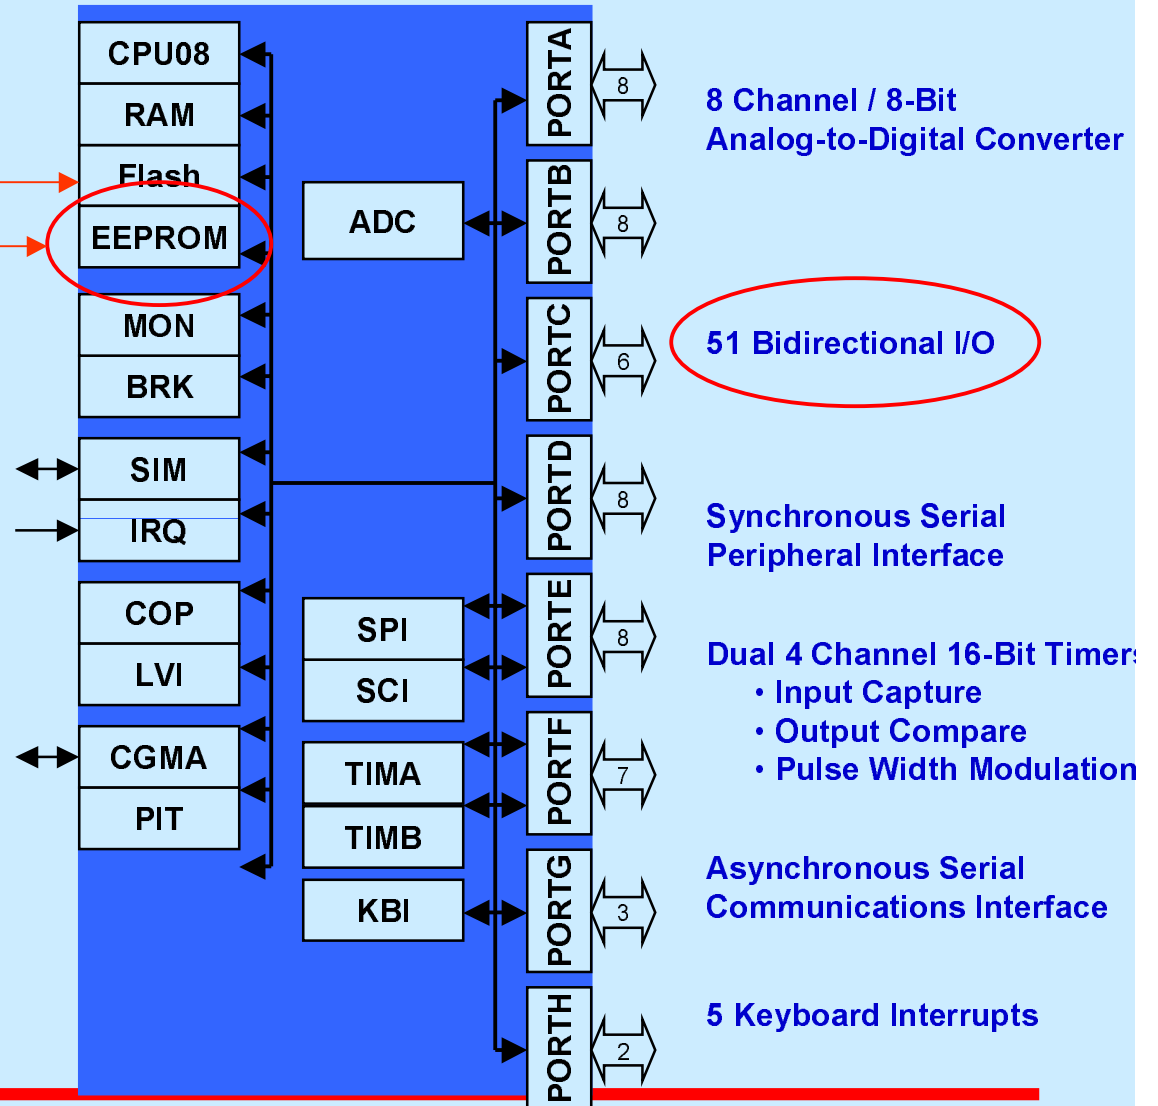 CPU08
RAM
Flash
EEPROM
MON
BRK
SIM
IRQ
COP
LVI
CGMA
PIT
ADC
SPI
SCI
TIMA
TIMB
KBI
PORTA
8
PORTB
8
PORTC
6
PORTD
8
PORTE
8
PORTF
7
PORTG
3
PORTH
2
8 Channel / 8-Bit
Analog-to-Digital Converter
51 Bidirectional I/O
Synchronous Serial
Peripheral Interface
Dual 4 Channel 16-Bit Timers
• Input Capture
• Output Compare
• Pulse Width Modulation
Asynchronous Serial
Communications Interface
5 Keyboard Interrupts